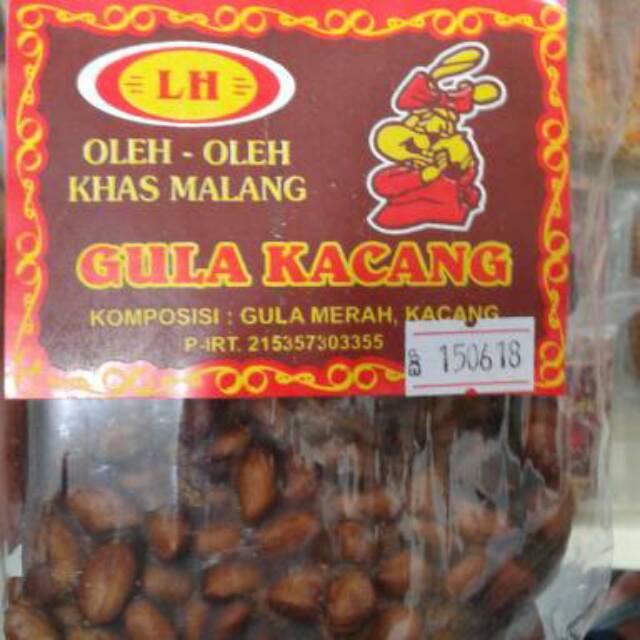 LH
OLEH - OLEH
KHAS MALANG
GULA KACANG
KOMPOSISI : GULA MERAH, KACANG
P-IRT. 215357303355
150618